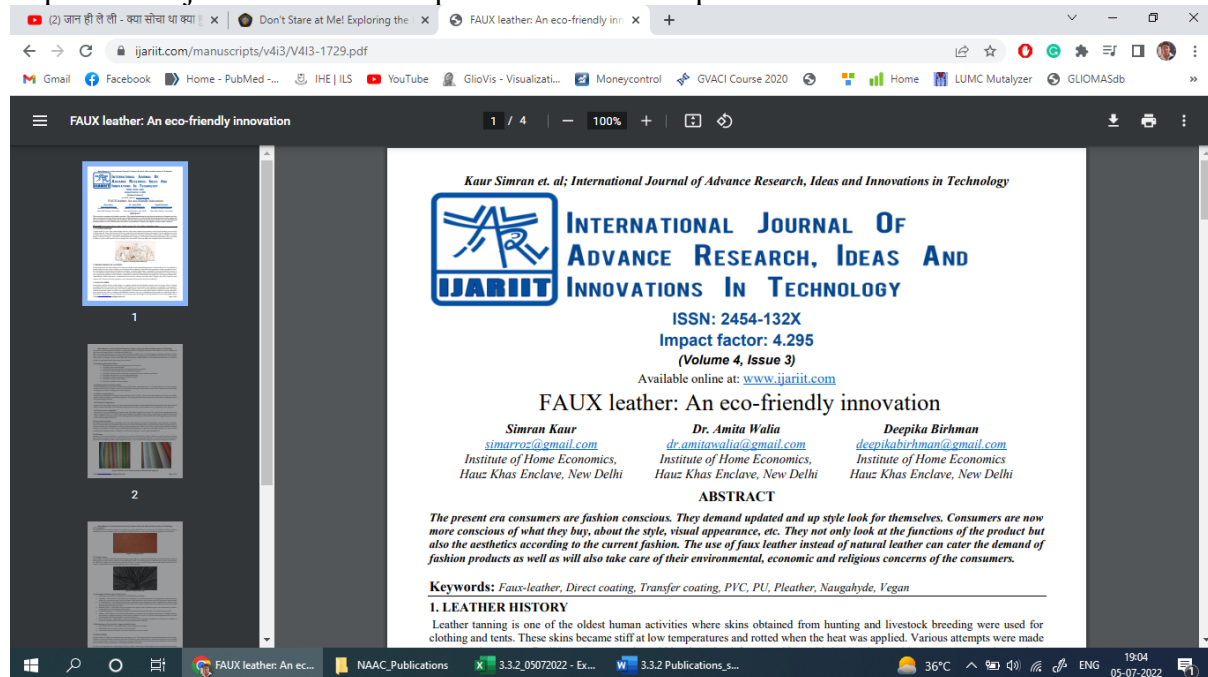 (2) जान ही ले ली - क्या सोचा था क्या
Don't Stare at Me! Exploring the
FAUX leather: An eco-friendly inn
ijariit.com/manuscripts/v4i3/V4I3-1729.pdf
Gmail Facebook Home - PubMed -... IHE | ILS YouTube GlioVis - Visualizati... Moneycontrol GVACI Course 2020 Home LUMC Mutalyzer GLIOMASdb »
FAUX leather: An eco-friendly innovation
1 / 4 | — 100% +
1
2
Kaur Simran et. al; International Journal of Advance Research, Ideas and Innovations in Technology
IJARIIT
INTERNATIONAL JOURNAL OF
ADVANCE RESEARCH, IDEAS AND
INNOVATIONS IN TECHNOLOGY
ISSN: 2454-132X
Impact factor: 4.295
(Volume 4, Issue 3)
Available online at: www.ijariit.com
FAUX leather: An eco-friendly innovation
Simran Kaur
simarroz@gmail.com
Institute of Home Economics,
Hauz Khas Enclave, New Delhi
Dr. Amita Walia
dr.amitawalia@gmail.com
Institute of Home Economics,
Hauz Khas Enclave, New Delhi
Deepika Birhman
deepikabirhman@gmail.com
Institute of Home Economics
Hauz Khas Enclave, New Delhi
ABSTRACT
The present era consumers are fashion conscious. They demand updated and up style look for themselves. Consumers are now
more conscious of what they buy, about the style, visual appearance, etc. They not only look at the functions of the product but
also the aesthetics according to the current fashion. The use of faux leather instead of natural leather can cater the demand of
fashion products as well as will also take care of their environmental, economic and religious concerns of the consumers.
Keywords: Faux-leather, Direct coating, Transfer coating, PVC, PU, Pleather, Naugahyde, Vegan
1. LEATHER HISTORY
Leather tanning is one of the oldest human activities where skins obtained from hunting and livestock breeding were used for
clothing and tents. These skins became stiff at low temperatures and rotted when the heat was applied. Various attempts were made
FAUX leather: An ec... NAAC_Publications 3.3.2_05072022 - Ex... 3.3.2 Publications_s...
36°C ENG
19:04
05-07-2022